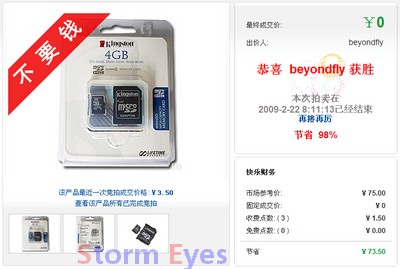 不要钱
Kingston
4GB
micro SD
ADAPTER
LIFETIME
该产品最近一次竞拍成交价: ¥ 3.50
查看该产品所有已完成竞拍
Storm Eyes
最终成交价: ¥0
出价人: beyondfly
恭喜 beyondfly 获胜
本次拍卖在
2009-2-22 8:11:13已经结束
再接再厉
节省 98%
快乐财务
市场参考价: ¥ 75.00
固定成交价: ¥ 0
收费点数: ( 3 ) ¥ 1.50
免费点数: ( 0 ) ¥ 0.00
节省 ¥ 73.50